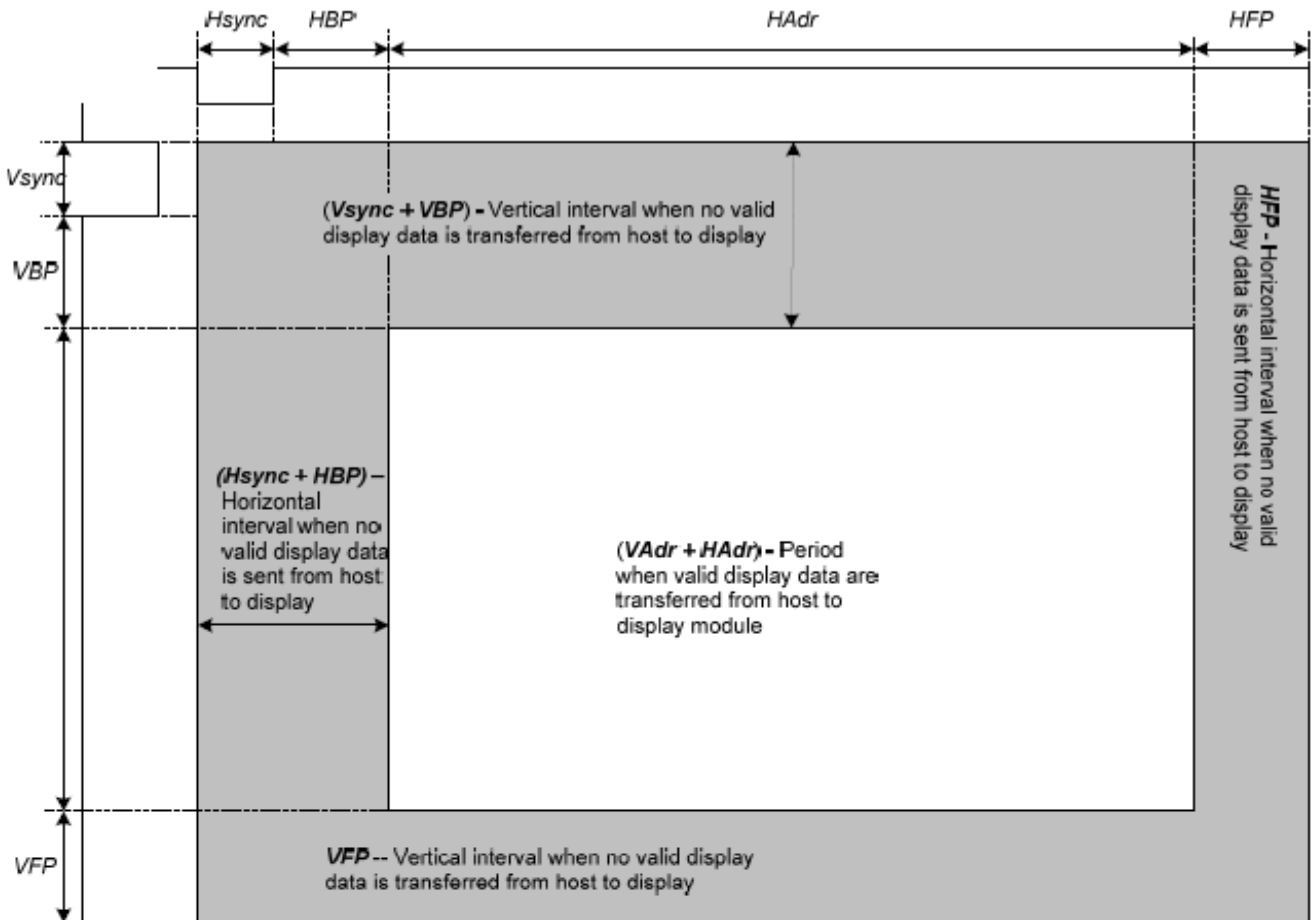 Hsync HBP HAdr HFP
Vsync
VBP
VFP
(Vsync + VBP) - Vertical interval when no valid
display data is transferred from host to display
HFP - Horizontal interval when no valid
display data is sent from host to display
(Hsync + HBP) –
Horizontal
interval when no
valid display data
is sent from host
to display
(VAdr + HAdr) - Period
when valid display data are
transferred from host to
display module
VFP -- Vertical interval when no valid display
data is transferred from host to display